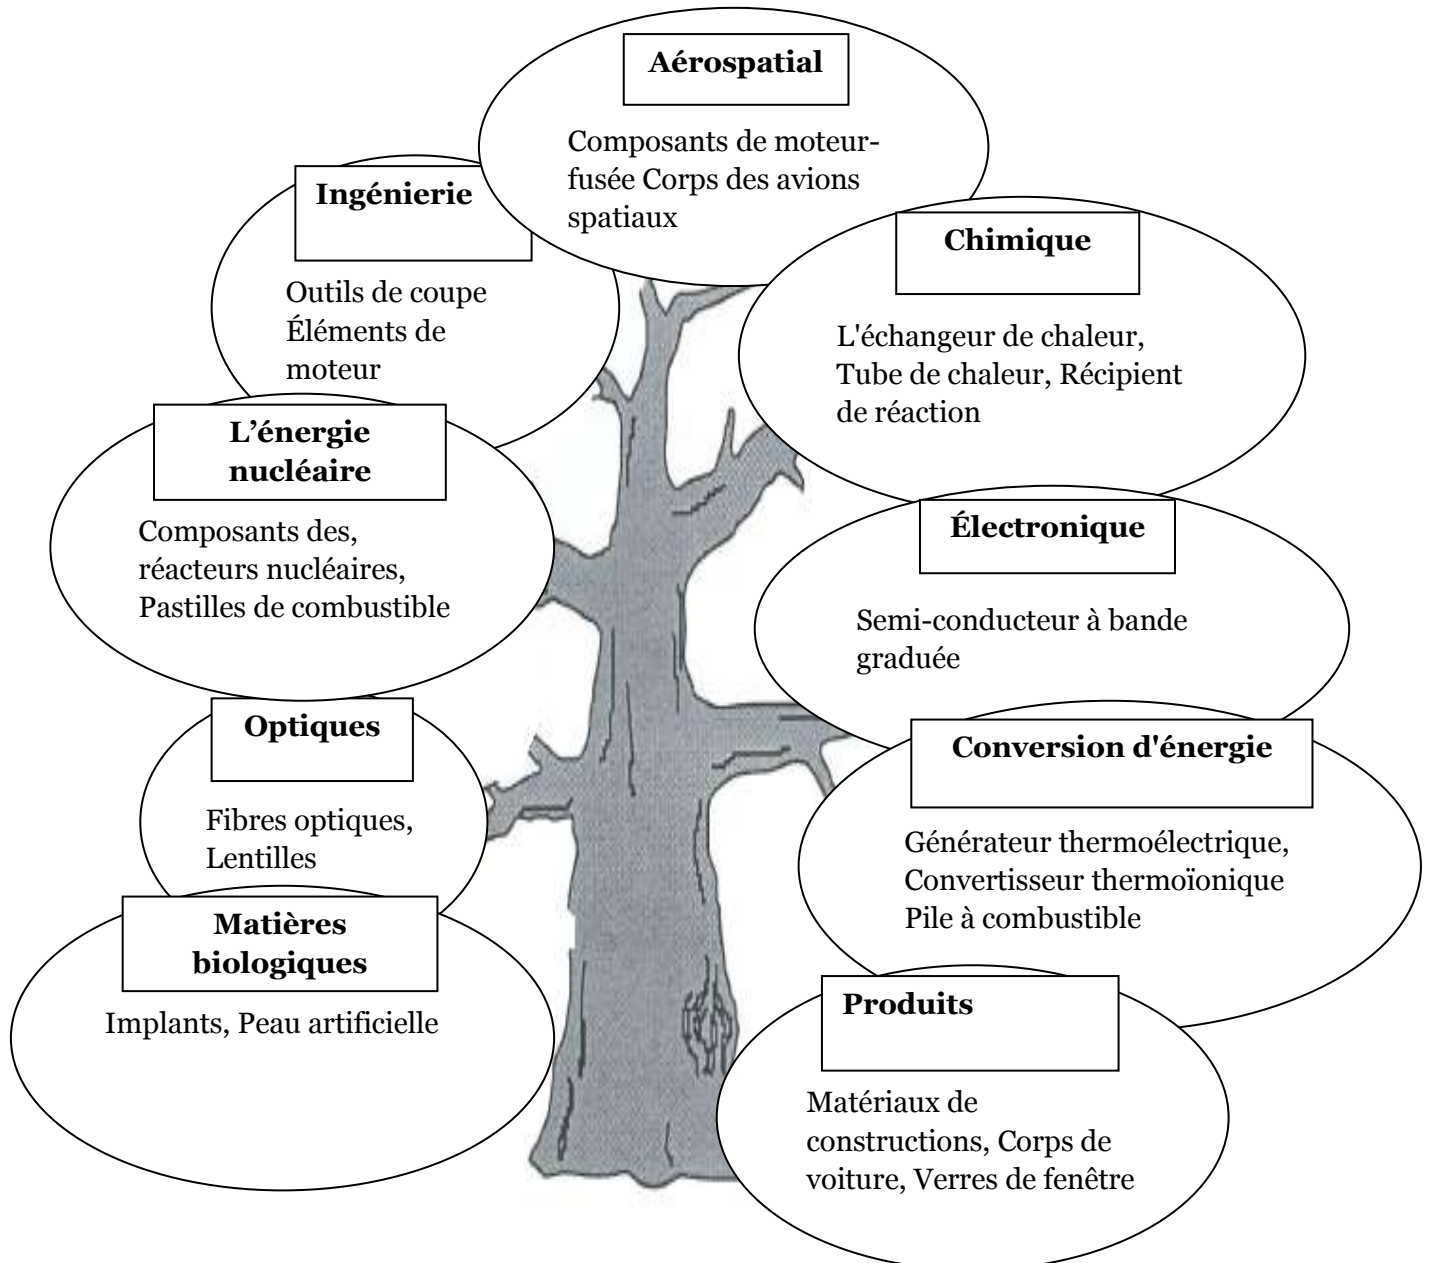 Aérospatial
Composants de moteur-
fusée Corps des avions
spatiaux
Ingénierie
Outils de coupe
Éléments de
moteur
Chimique
L'échangeur de chaleur,
Tube de chaleur, Récipient
de réaction
L’énergie
nucléaire
Composants des,
réacteurs nucléaires,
Pastilles de combustible
Électronique
Semi-conducteur à bande
graduée
Optiques
Fibres optiques,
Lentilles
Conversion d'énergie
Générateur thermoélectrique,
Convertisseur thermoïonique
Pile à combustible
Matières
biologiques
Implants, Peau artificielle
Produits
Matériaux de
constructions, Corps de
voiture, Verres de fenêtre